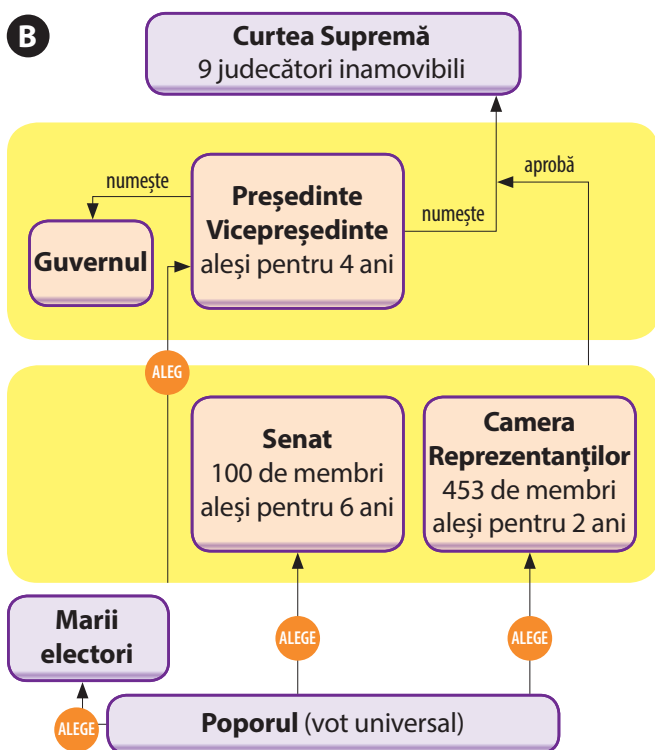 B
Curtea Supremă
9 judecători inamovibili
numește
Președinte
Vicepreședinte
aleși pentru 4 ani
numește
aprobă
Guvernul
ALEG
Senat
100 de membri
aleși pentru 6 ani
Camera
Reprezentanților
453 de membri
aleși pentru 2 ani
Marii
electori
ALEGE
ALEGE
ALEGE
Poporul (vot universal)